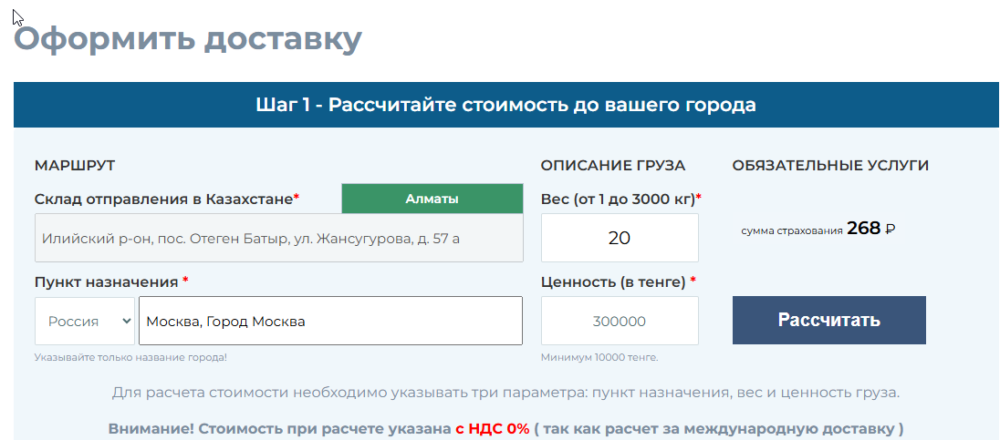 Оформить доставку
Шаг 1 - Рассчитайте стоимость до вашего города
МАРШРУТ
ОПИСАНИЕ ГРУЗА
ОБЯЗАТЕЛЬНЫЕ УСЛУГИ
Склад отправления в Казахстане*
Алматы
Вес (от 1 до 3000 кг)*
Илийский р-он, пос. Отеген Батыр, ул. Жансугурова, д. 57 а
20
сумма страхования 268 ₽
Пункт назначения *
Ценность (в тенге) *
Россия
Москва, Город Москва
300000
Рассчитать
Указывайте только название города!
Минимум 10000 тенге.
Для расчета стоимости необходимо указывать три параметра: пункт назначения, вес и ценность груза.
Внимание! Стоимость при расчете указана с НДС 0% ( так как расчет за международную доставку )